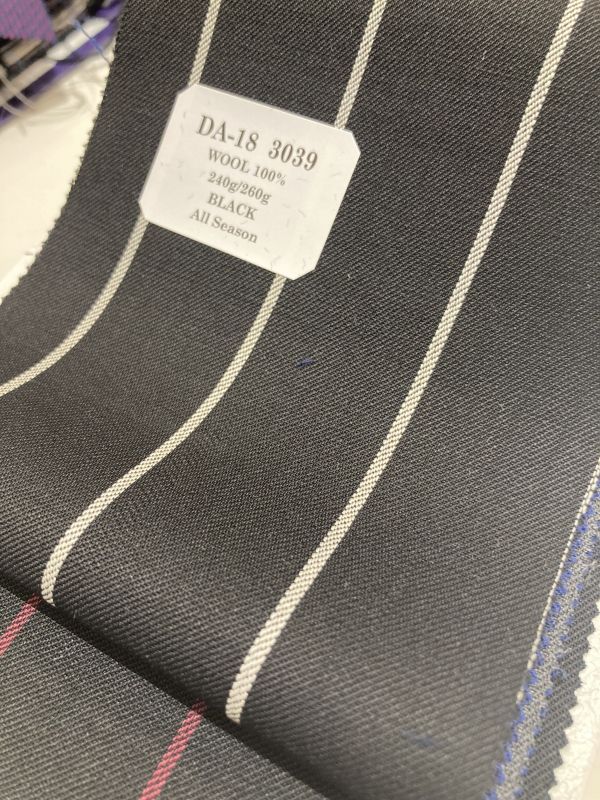 DA-18 3039
WOOL 100%
240g/260g
BLACK
All Season